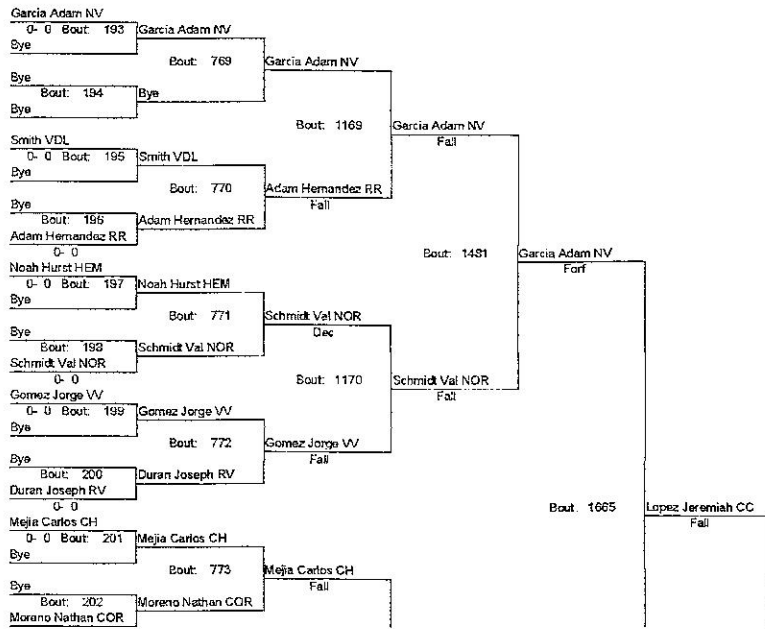 Garcia Adam NV
0- 0 Bout: 193
Garcia Adam NV
Bye
Bout: 769
Garcia Adam NV
Bye
Bout: 194
Bye
Bye
Bout: 1169
Garcia Adam NV
Fall
Smith VDL
0- 0 Bout: 195
Smith VDL
Bye
Bout: 770
Adam Hernandez RR
Fall
Bye
Bout: 196
Adam Hernandez RR
Adam Hernandez RR
0- 0
Bout: 1481
Garcia Adam NV
Forf
Noah Hurst HEM
0- 0 Bout: 197
Noah Hurst HEM
Bye
Bout: 771
Schmidt Val NOR
Dec
Bye
Bout: 198
Schmidt Val NOR
Schmidt Val NOR
0- 0
Bout: 1170
Schmidt Val NOR
Fall
Gomez Jorge VV
0- 0 Bout: 199
Gomez Jorge VV
Bye
Bout: 772
Gomez Jorge VV
Fall
Bye
Bout: 200
Duran Joseph RV
Duran Joseph RV
0- 0
Bout: 1665
Lopez Jeremiah CC
Fall
Mejia Carlos CH
0- 0 Bout: 201
Mejia Carlos CH
Bye
Bout: 773
Mejia Carlos CH
Fall
Bye
Bout: 202
Moreno Nathan COR
Moreno Nathan COR